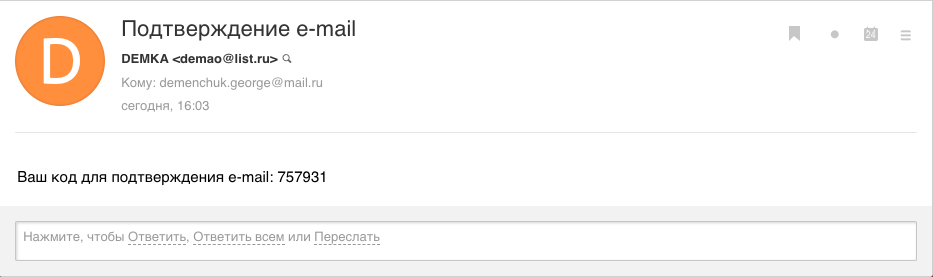 D
Подтверждение e-mail
24
DEMKA <demao@list.ru>
Кому: demenchuk.george@mail.ru
сегодня, 16:03
Ваш код для подтверждения e-mail: 757931
Нажмите, чтобы Ответить, Ответить всем или Переслать